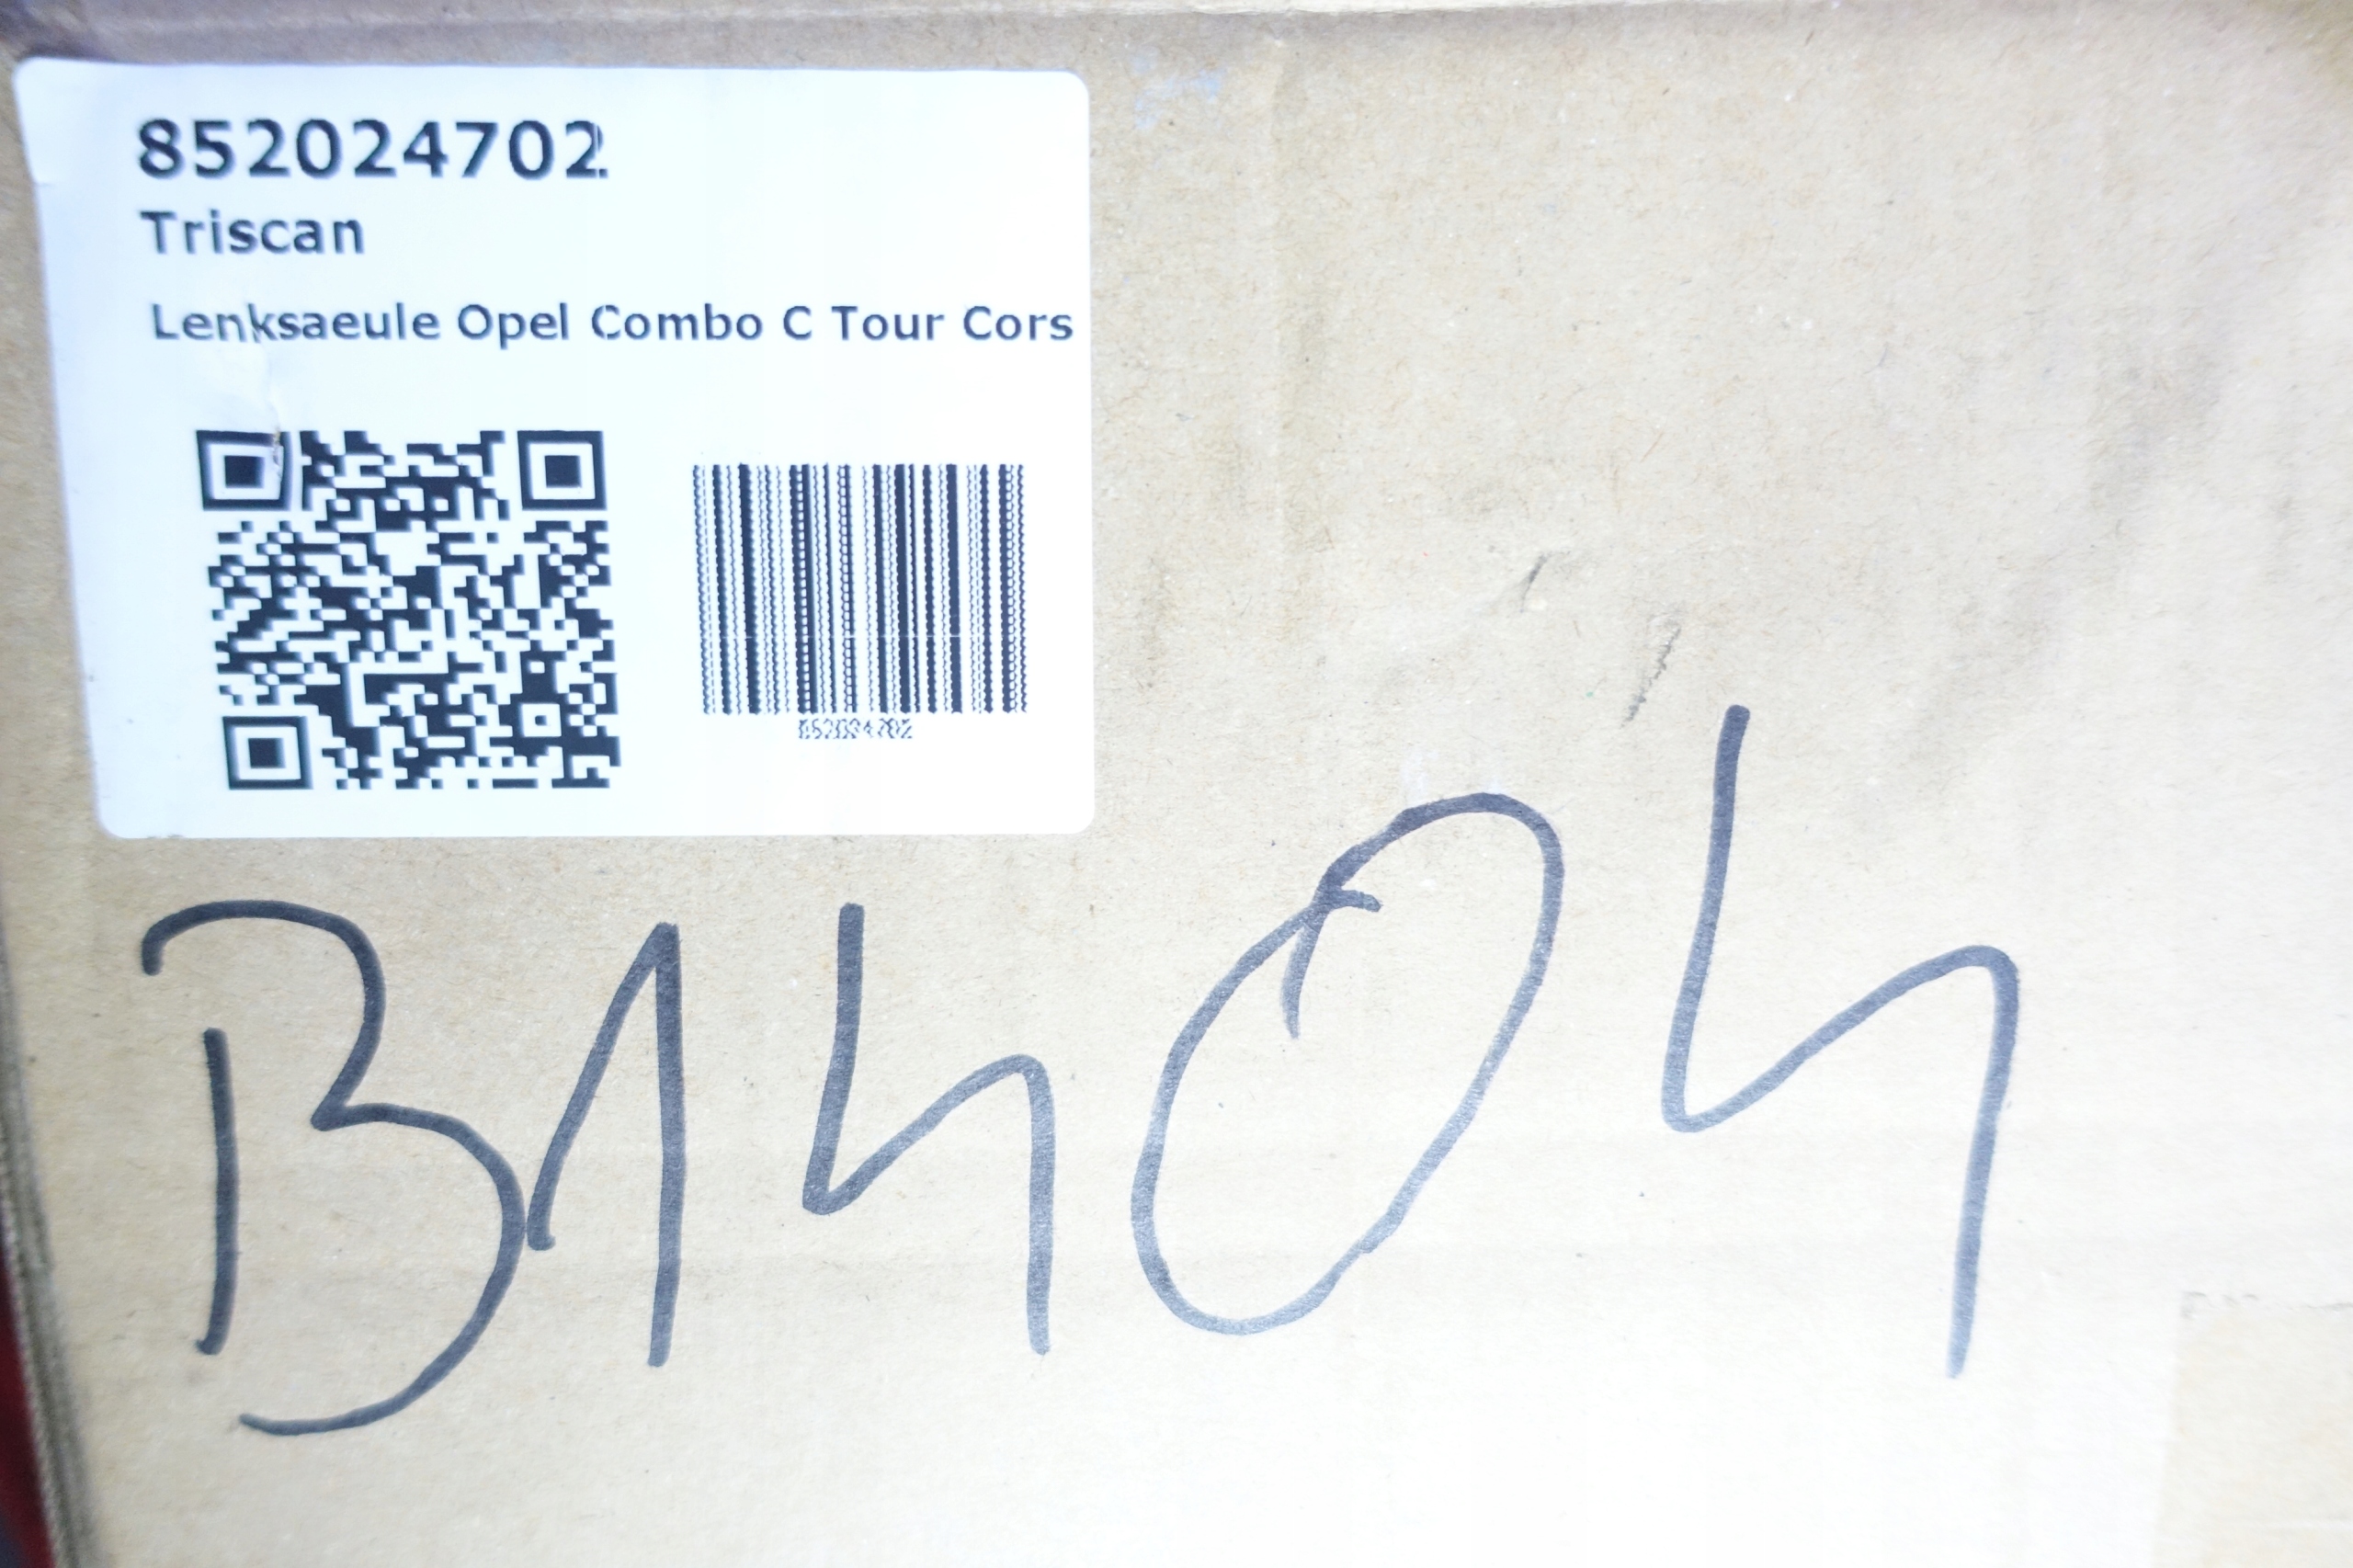 852024702
Triscan
Lenksaeule Opel Combo C Tour Cors
852024702
B1404